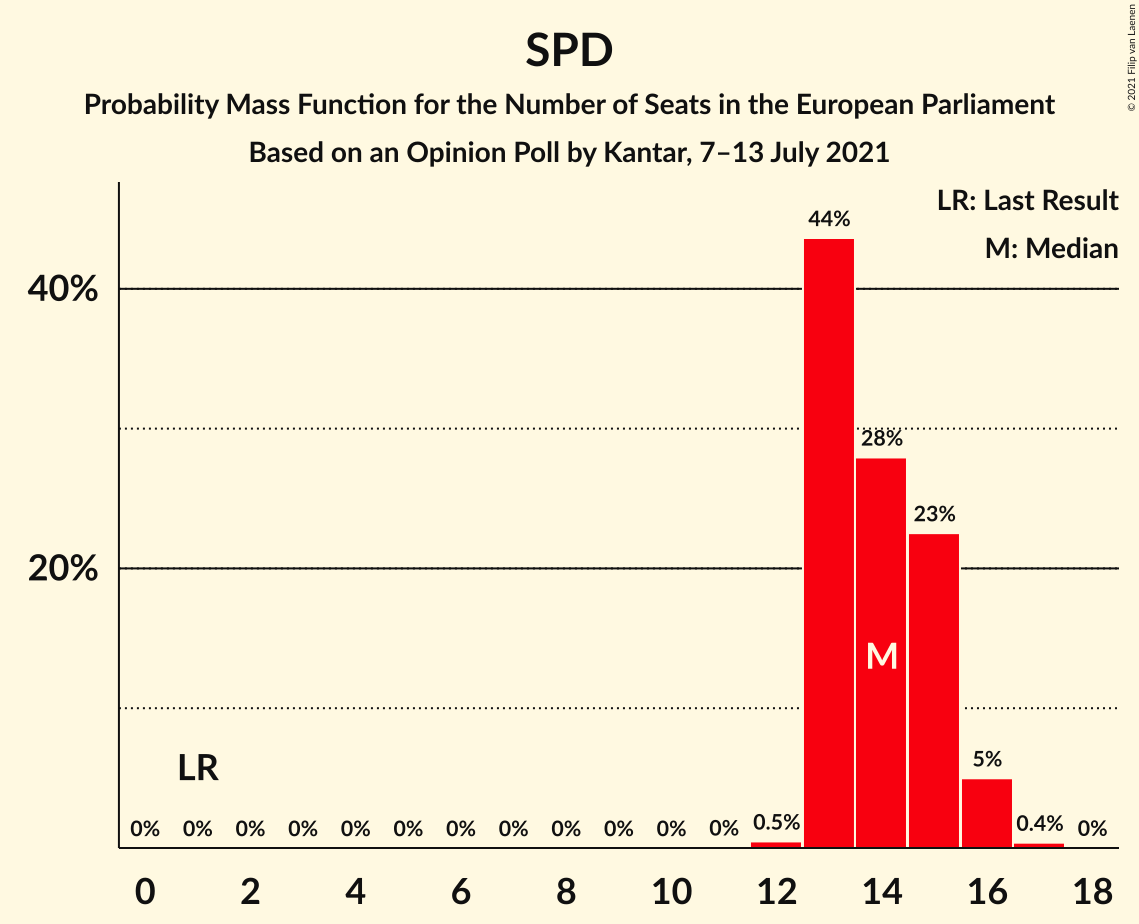 SPD
Probability Mass Function for the Number of Seats in the European Parliament
Based on an Opinion Poll by Kantar, 7–13 July 2021
© 2021 Filip van Laenen
LR: Last Result
M: Median
40%
20%
44%
28%
23%
M
LR
5%
0% 0% 0% 0% 0% 0% 0% 0% 0% 0% 0% 0% 0.5% 0.4% 0%
0 2 4 6 8 10 12 14 16 18